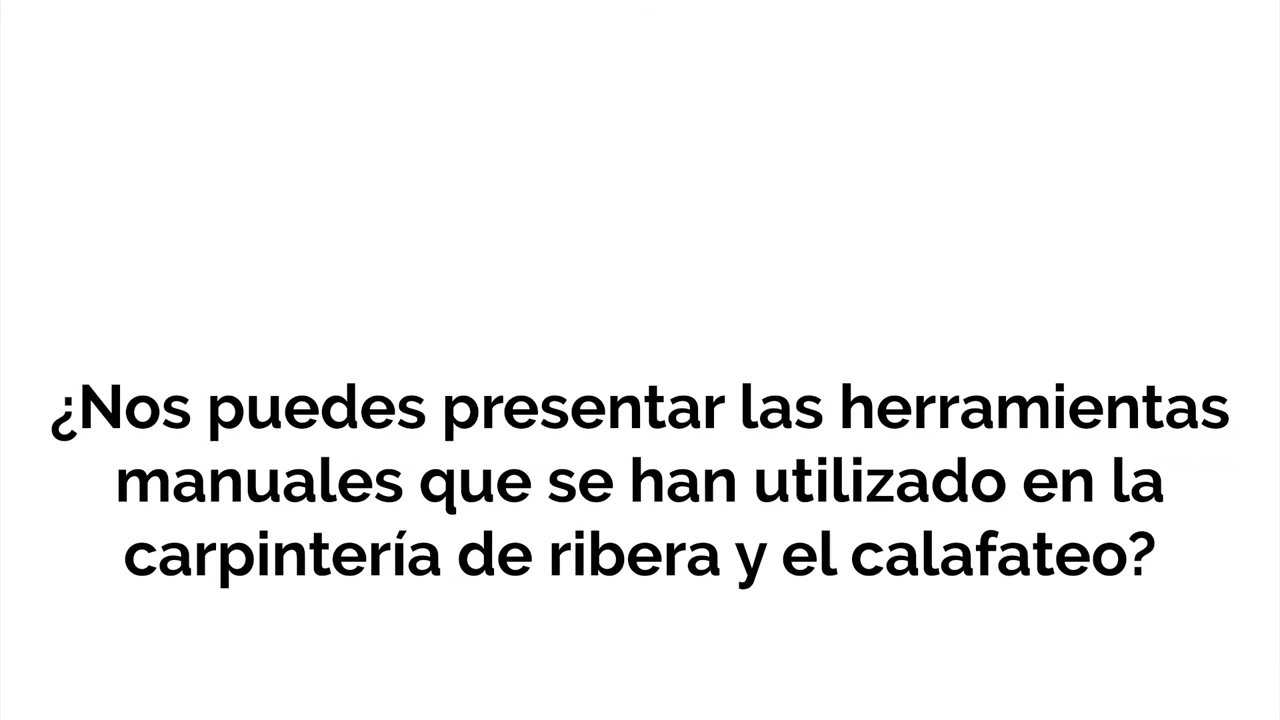 ¿Nos puedes presentar las herramientas
manuales que se han utilizado en la
carpintería de ribera y el calafateo?